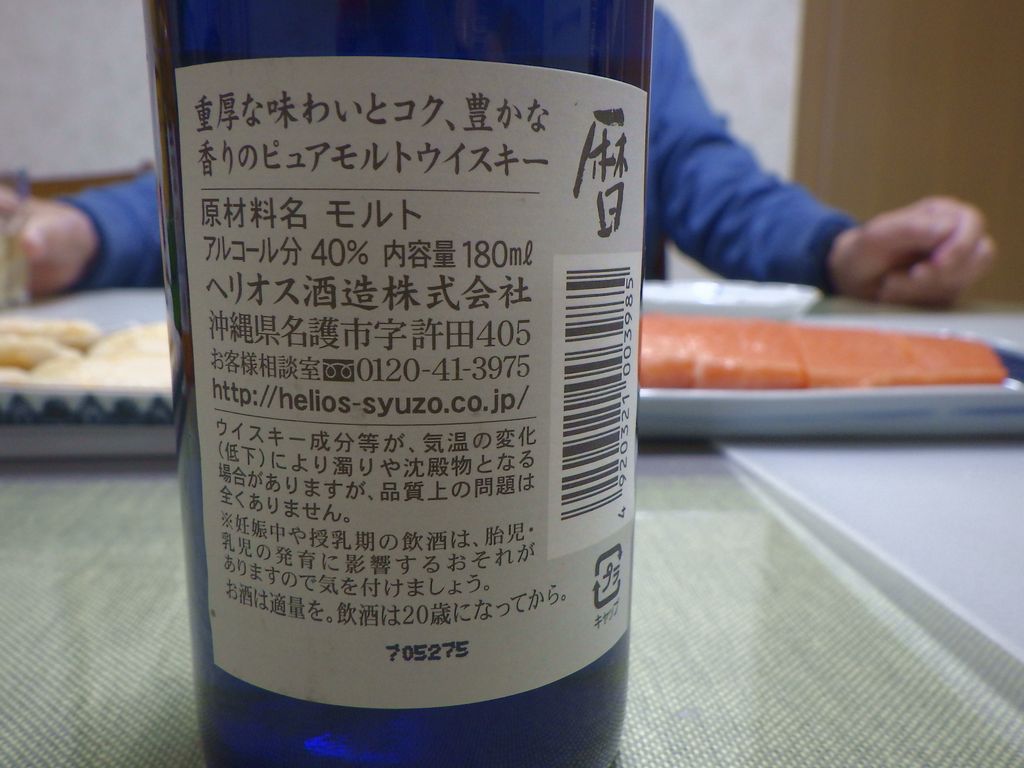 重厚な味わいとコク、豊かな
香りのピュアモルトウイスキー
暦
原材料名 モルト
アルコール分 40% 内容量 180mℓ
ヘリオス酒造株式会社
沖縄県名護市字許田405
お客様相談室 0120-41-3975
http://helios-syuzo.co.jp/
ウイスキー成分等が、気温の変化
(低下)により濁りや沈殿物となる
場合がありますが、品質上の問題は
全くありません。
※妊娠中や授乳期の飲酒は、胎児・
乳児の発育に影響するおそれが
ありますので気を付けましょう。
お酒は適量を。飲酒は20歳になってから。
4920321003985
プラ
キャップ
705275